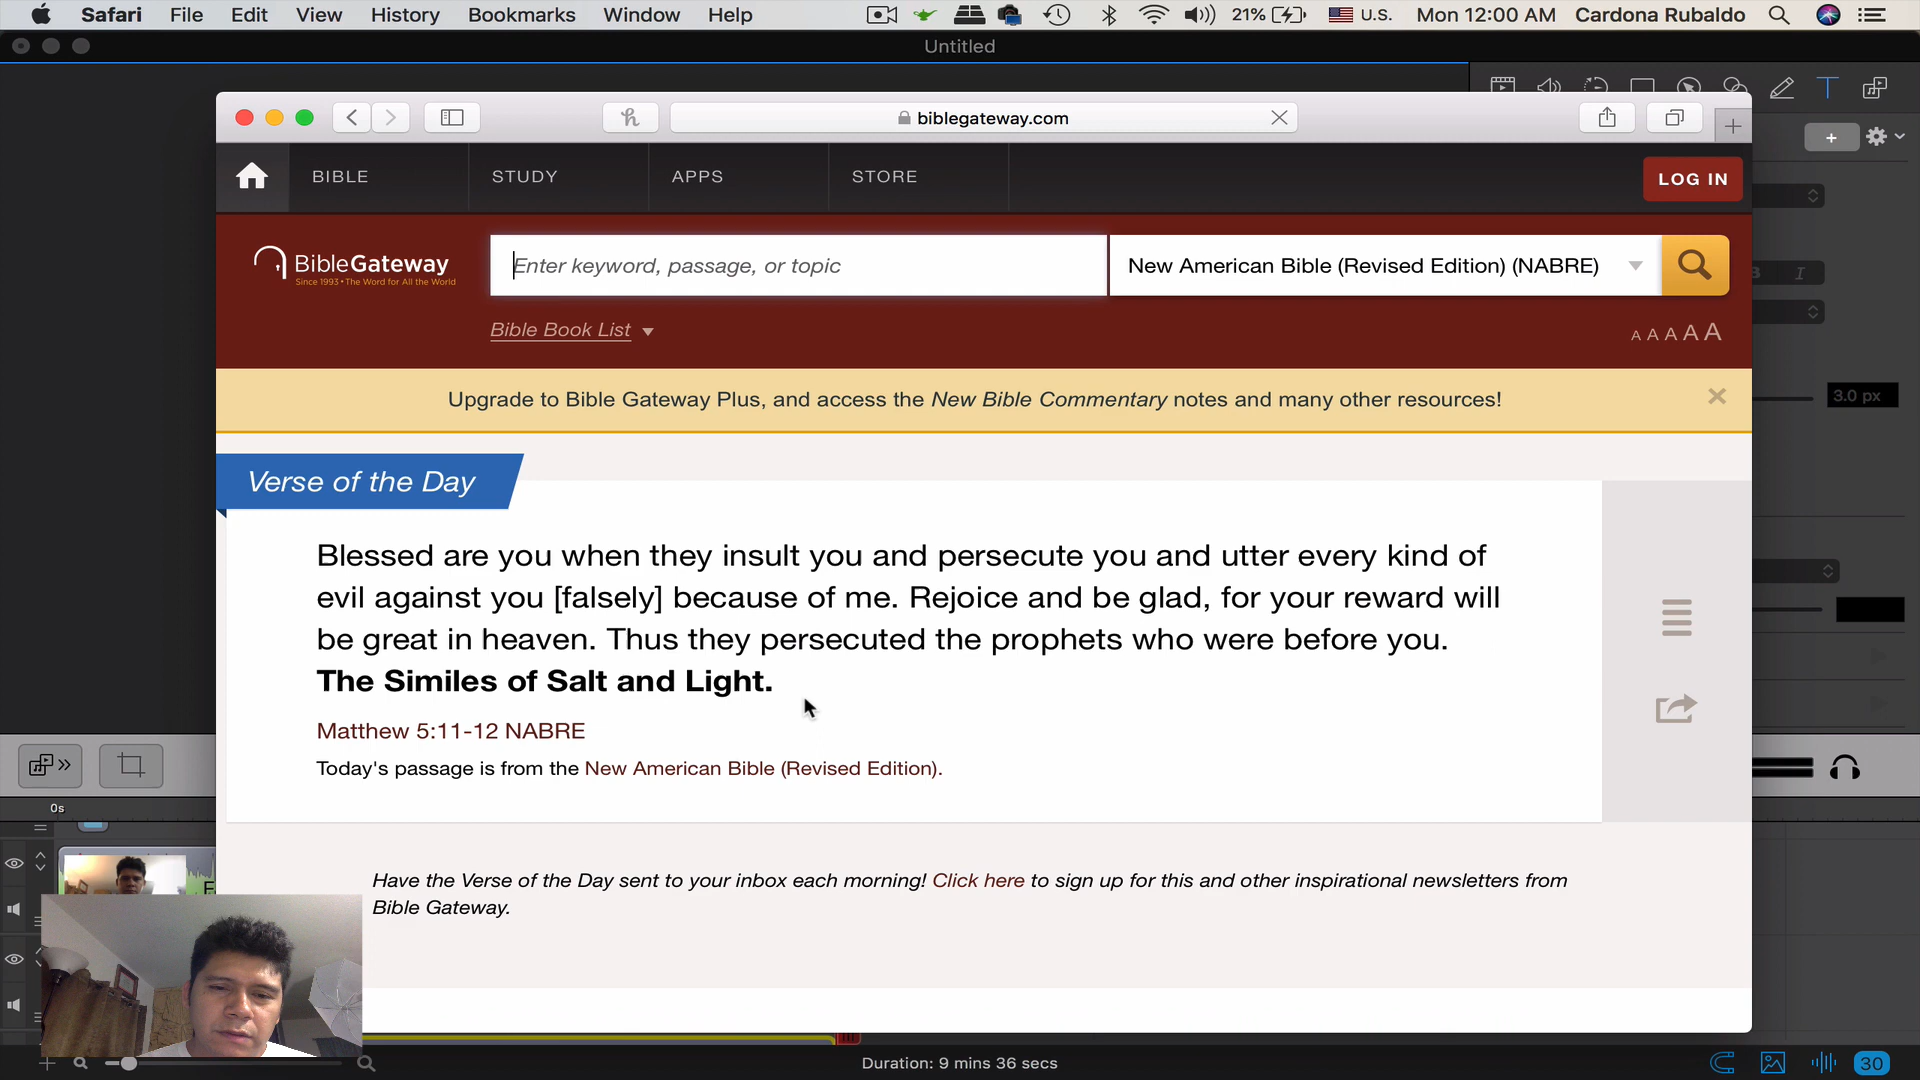 Safari File Edit View History Bookmarks Window Help 21% U.S. Mon 12:00 AM Cardona Rubaldo
Untitled
biblegateway.com
BIBLE STUDY APPS STORE LOG IN
BibleGateway
Since 1993 • The Word for All the World
Enter keyword, passage, or topic
New American Bible (Revised Edition) (NABRE)
Bible Book List
A A A A A
Upgrade to Bible Gateway Plus, and access the New Bible Commentary notes and many other resources!
3.0 px
Verse of the Day
Blessed are you when they insult you and persecute you and utter every kind of
evil against you [falsely] because of me. Rejoice and be glad, for your reward will
be great in heaven. Thus they persecuted the prophets who were before you.
The Similes of Salt and Light.
Matthew 5:11-12 NABRE
Today's passage is from the New American Bible (Revised Edition).
0s
Have the Verse of the Day sent to your inbox each morning! Click here to sign up for this and other inspirational newsletters from
Bible Gateway.
Duration: 9 mins 36 secs
30